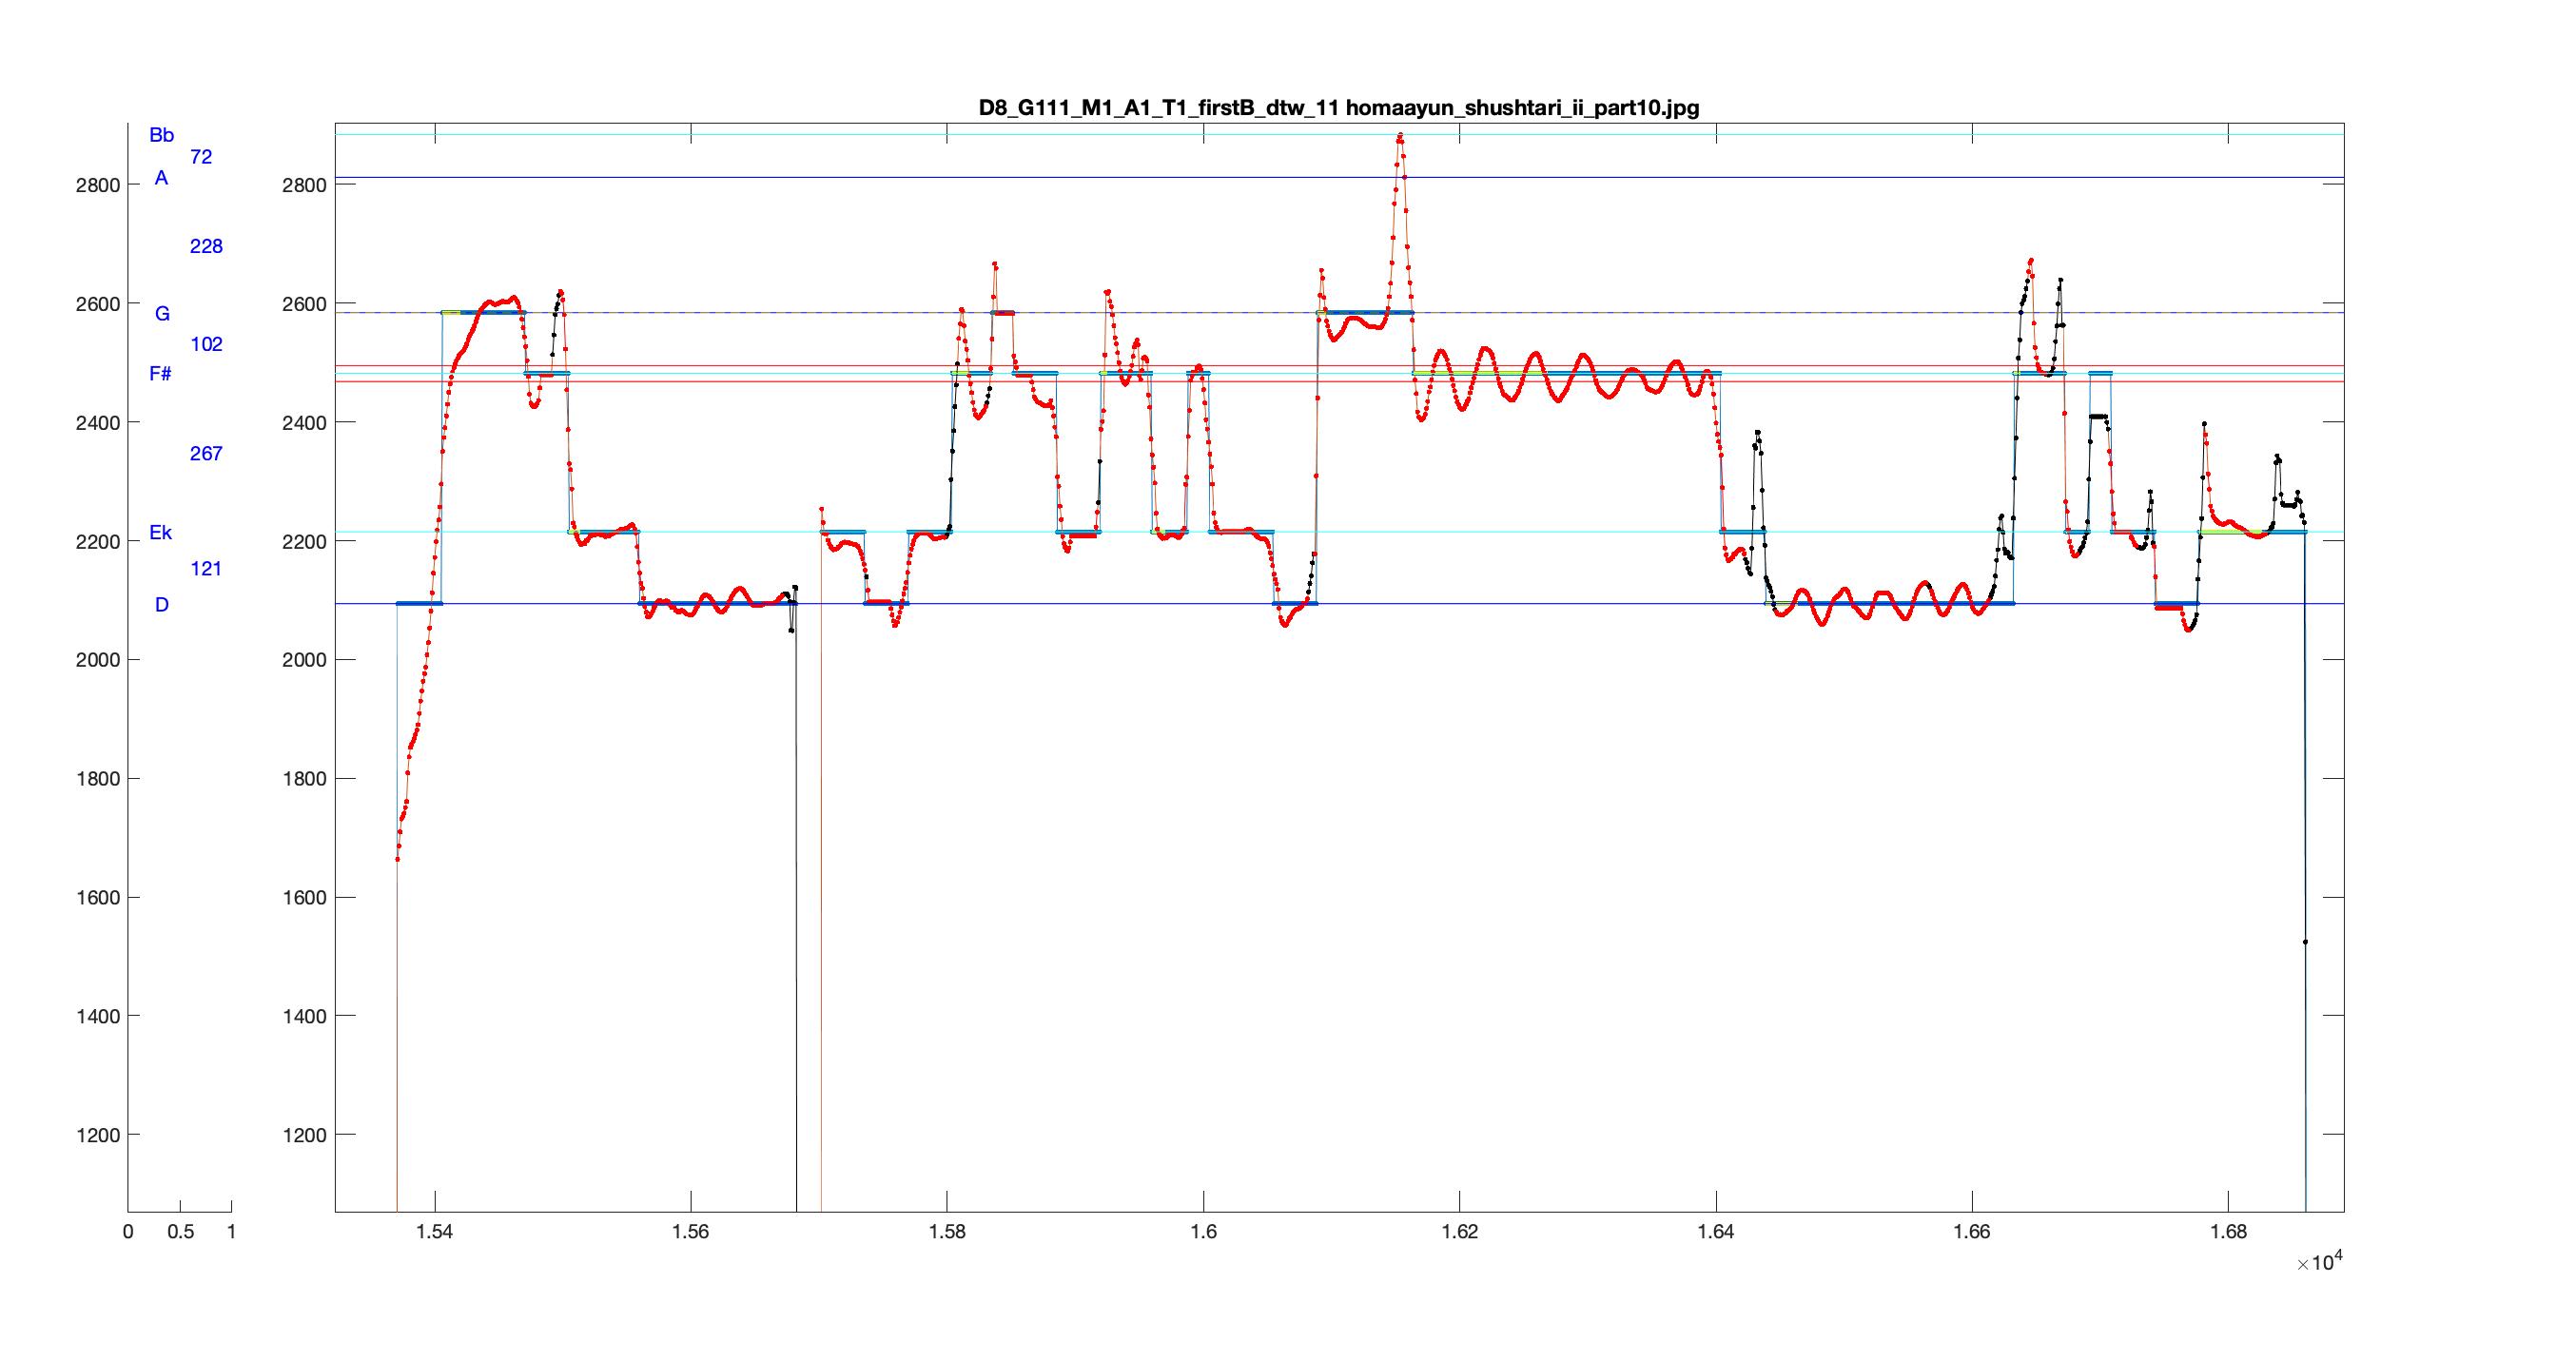 D8_G111_M1_A1_T1_firstB_dtw_11 homaayun_shushtari_ii_part10.jpg
Bb
72
2800 A 2800
228
2600 G 2600
102
F#
2400 2400
267
Ek
2200 2200
121
D
2000 2000
1800 1800
1600 1600
1400 1400
1200 1200
0 0.5 1 1.54 1.56 1.58 1.6 1.62 1.64 1.66 1.68
×10^4